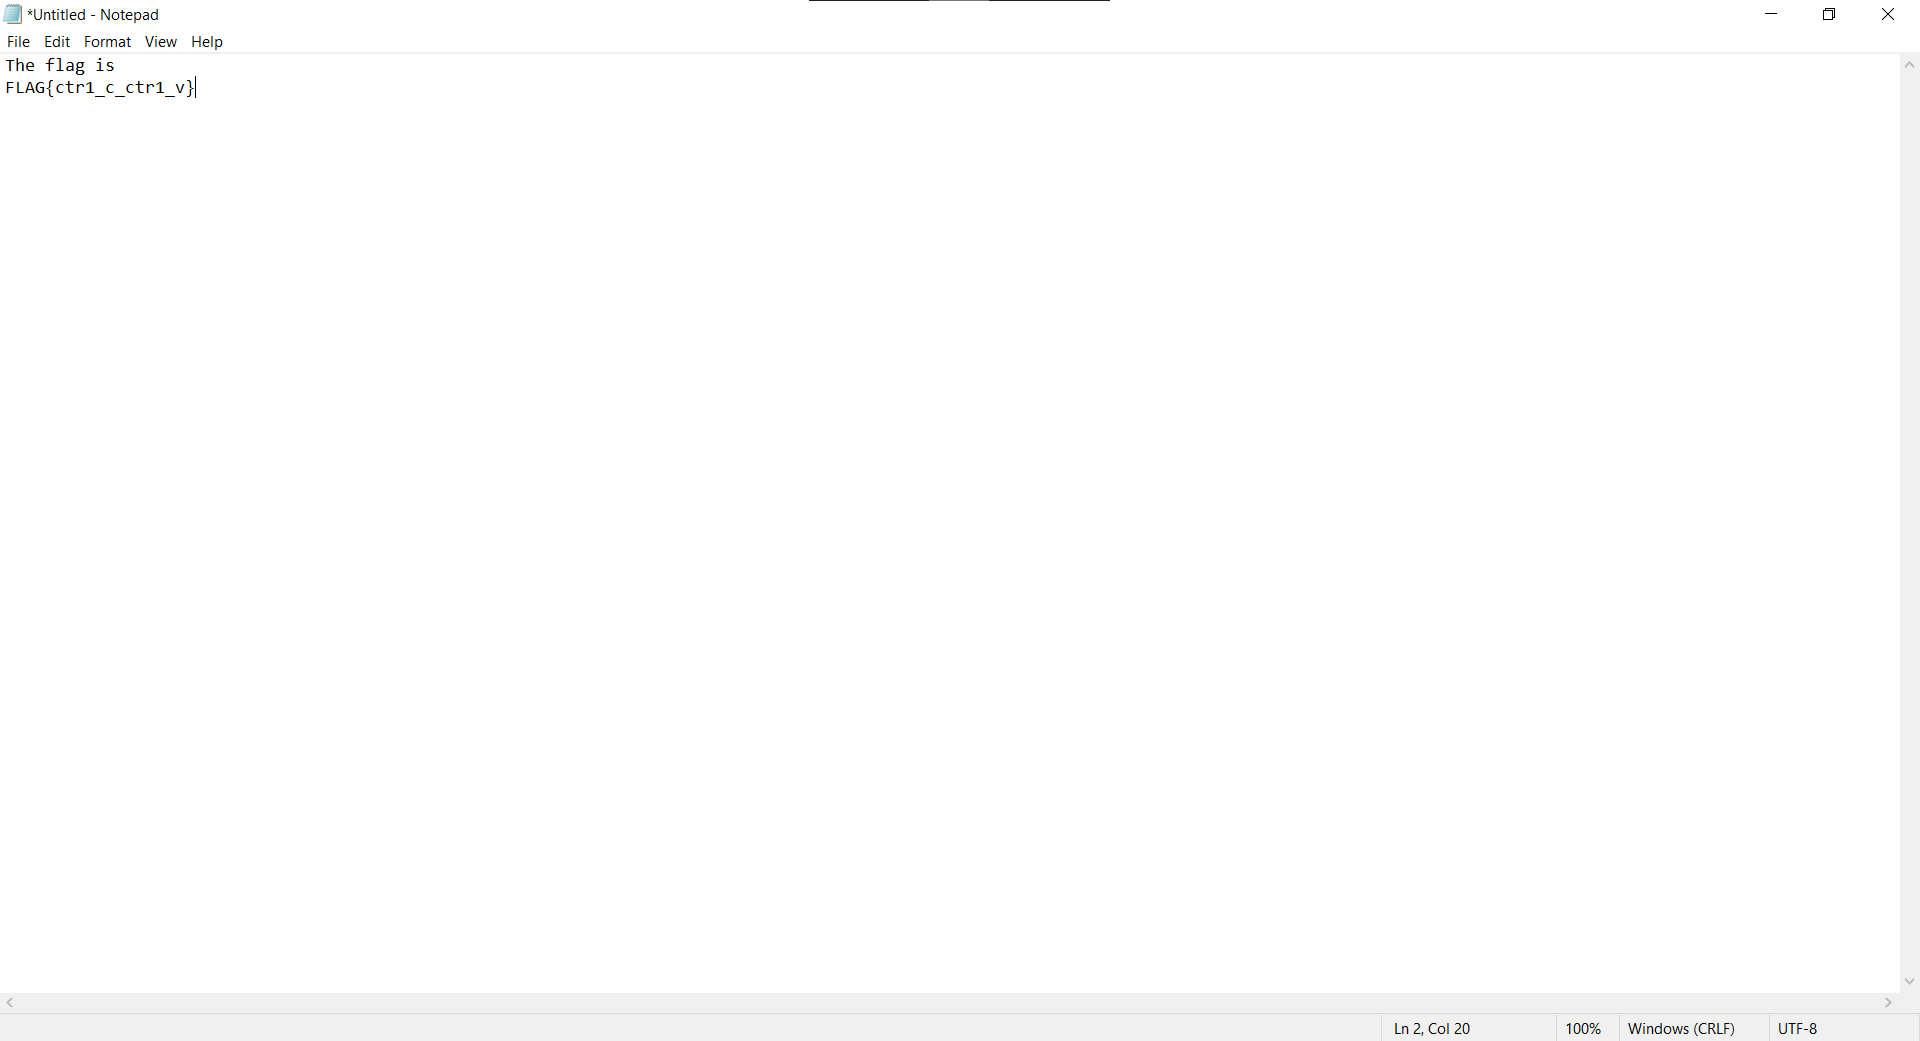 *Untitled - Notepad
File Edit Format View Help
The flag is
FLAG{ctr1_c_ctr1_v}
Ln 2, Col 20 100% Windows (CRLF) UTF-8